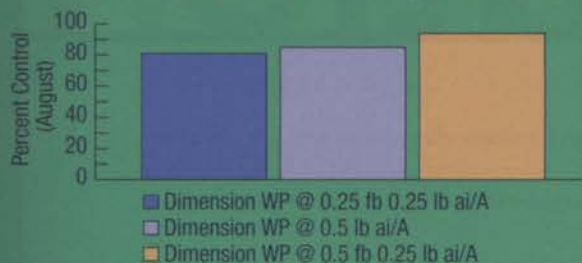 Percent Control
(August)
100
80
60
40
20
0
Dimension WP @ 0.25 fb 0.25 lb ai/A
Dimension WP @ 0.5 lb ai/A
Dimension WP @ 0.5 fb 0.25 lb ai/A